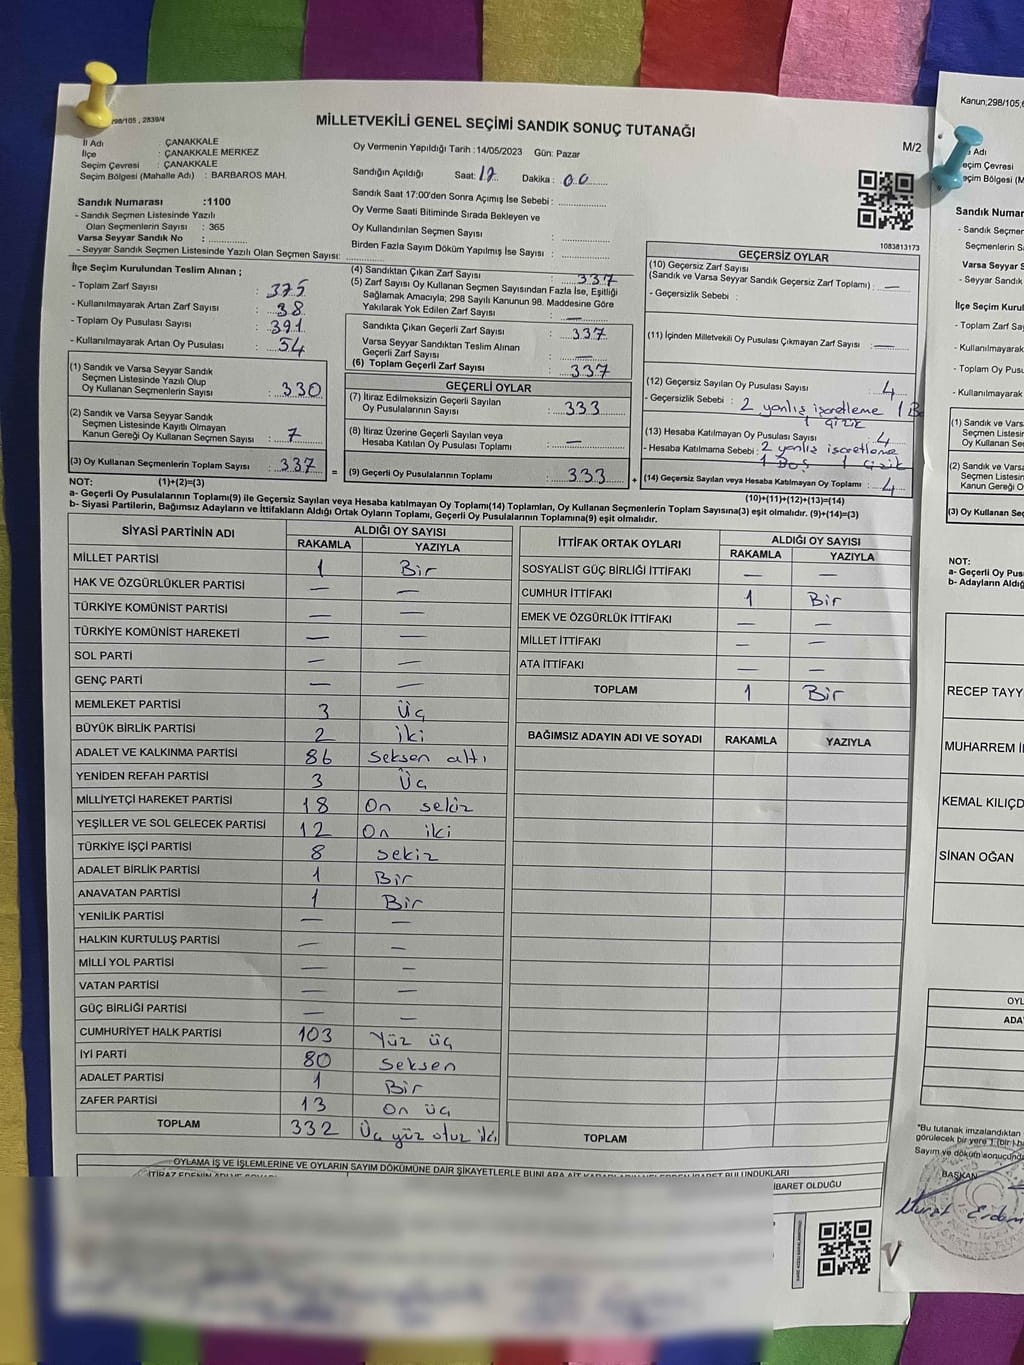 298/105 , 2839/4
MİLLETVEKİLİ GENEL SEÇİMİ SANDIK SONUÇ TUTANAĞI
M/2
İl Adı : ÇANAKKALE
İlçe : ÇANAKKALE MERKEZ
Seçim Çevresi : ÇANAKKALE
Seçim Bölgesi (Mahalle Adı) : BARBAROS MAH.
Oy Vermenin Yapıldığı Tarih : 14/05/2023 Gün: Pazar
Sandığın Açıldığı Saat: 17 Dakika : 00
Sandık Saat 17:00'den Sonra Açımış İse Sebebi :
Oy Verme Saati Bitiminde Sırada Bekleyen ve
Oy Kullandırılan Seçmen Sayısı :
Birden Fazla Sayım Döküm Yapılmış İse Sayısı :
Sandık Numarası :1100
- Sandık Seçmen Listesinde Yazılı
Olan Seçmenlerin Sayısı : 365
Varsa Seyyar Sandık No :
- Seyyar Sandık Seçmen Listesinde Yazılı Olan Seçmen Sayısı:
1083813173
İlçe Seçim Kurulundan Teslim Alınan ;
- Toplam Zarf Sayısı : 375
- Kullanılmayarak Artan Zarf Sayısı : 38
- Toplam Oy Pusulası Sayısı : 391
- Kullanılmayarak Artan Oy Pusulası : 54
(1) Sandık ve Varsa Seyyar Sandık
Seçmen Listesinde Yazılı Olup
Oy Kullanan Seçmenlerin Sayısı : 330
(2) Sandık ve Varsa Seyyar Sandık
Seçmen Listesinde Kayıtlı Olmayan
Kanun Gereği Oy Kullanan Seçmen Sayısı : 7
(3) Oy Kullanan Seçmenlerin Toplam Sayısı : 337 =
(4) Sandıktan Çıkan Zarf Sayısı : 337
(5) Zarf Sayısı Oy Kullanan Seçmen Sayısından Fazla İse, Eşitliği
Sağlamak Amacıyla; 298 Sayılı Kanunun 98. Maddesine Göre
Yakılarak Yok Edilen Zarf Sayısı : —
Sandıkta Çıkan Geçerli Zarf Sayısı : 337
Varsa Seyyar Sandıktan Teslim Alınan
Geçerli Zarf Sayısı : —
(6) Toplam Geçerli Zarf Sayısı : 337
GEÇERLİ OYLAR
(7) İtiraz Edilmeksizin Geçerli Sayılan
Oy Pusulalarının Sayısı : 333
(8) İtiraz Üzerine Geçerli Sayılan veya
Hesaba Katılan Oy Pusulası Toplamı : —
(9) Geçerli Oy Pusulalarının Toplamı : 333 +
GEÇERSİZ OYLAR
(10) Geçersiz Zarf Sayısı
(Sandık ve Varsa Seyyar Sandık Geçersiz Zarf Toplamı) : —
- Geçersizlik Sebebi :
(11) İçinden Milletvekili Oy Pusulası Çıkmayan Zarf Sayısı : —
(12) Geçersiz Sayılan Oy Pusulası Sayısı : 4
- Geçersizlik Sebebi : 2 yanlış işaretleme 1 Bo
1 Çizik
(13) Hesaba Katılmayan Oy Pusulası Sayısı : 4
- Hesaba Katılmama Sebebi : 2 yanlız işaretleme
1 Boş 1 Çizik
(14) Geçersiz Sayılan veya Hesaba Katılmayan Oy Toplamı : 4
NOT: (1)+(2)=(3)
(10)+(11)+(12)+(13)=(14)
a- Geçerli Oy Pusulalarının Toplamı(9) ile Geçersiz Sayılan veya Hesaba katılmayan Oy Toplamı(14) Toplamları, Oy Kullanan Seçmenlerin Toplam Sayısına(3) eşit olmalıdır. (9)+(14)=(3)
b- Siyasi Partilerin, Bağımsız Adayların ve İttifakların Aldığı Ortak Oyların Toplamı, Geçerli Oy Pusulalarının Toplamına(9) eşit olmalıdır.
SİYASİ PARTİNİN ADI ALDIĞI OY SAYISI
RAKAMLA YAZIYLA
MİLLET PARTİSİ 1 Bir
HAK VE ÖZGÜRLÜKLER PARTİSİ — —
TÜRKİYE KOMÜNİST PARTİSİ — —
TÜRKİYE KOMÜNİST HAREKETİ — —
SOL PARTİ — —
GENÇ PARTİ — —
MEMLEKET PARTİSİ 3 Üç
BÜYÜK BİRLİK PARTİSİ 2 iki
ADALET VE KALKINMA PARTİSİ 86 Seksen altı
YENİDEN REFAH PARTİSİ 3 Üç
MİLLİYETÇİ HAREKET PARTİSİ 18 On sekiz
YEŞİLLER VE SOL GELECEK PARTİSİ 12 On iki
TÜRKİYE İŞÇİ PARTİSİ 8 Sekiz
ADALET BİRLİK PARTİSİ 1 Bir
ANAVATAN PARTİSİ 1 Bir
YENİLİK PARTİSİ — —
HALKIN KURTULUŞ PARTİSİ — —
MİLLİ YOL PARTİSİ — —
VATAN PARTİSİ — —
GÜÇ BİRLİĞİ PARTİSİ — —
CUMHURİYET HALK PARTİSİ 103 Yüz üç
İYİ PARTİ 80 Seksen
ADALET PARTİSİ 1 Bir
ZAFER PARTİSİ 13 On üç
TOPLAM 332 Üç yüz otuz iki
İTTİFAK ORTAK OYLARI ALDIĞI OY SAYISI
RAKAMLA YAZIYLA
SOSYALİST GÜÇ BİRLİĞİ İTTİFAKI — —
CUMHUR İTTİFAKI 1 Bir
EMEK VE ÖZGÜRLÜK İTTİFAKI — —
MİLLET İTTİFAKI — —
ATA İTTİFAKI — —
TOPLAM 1 Bir
BAĞIMSIZ ADAYIN ADI VE SOYADI RAKAMLA YAZIYLA
TOPLAM
OYLAMA İŞ VE İŞLEMLERİNE VE OYLARIN SAYIM DÖKÜMÜNE DAİR ŞİKAYETLERLE BUNLARA AİT
BULUNDUKLARI
İBARET OLDUĞU
Kanun;298/105,
Adı
Seçim Çevresi
Sandık Numar
- Sandık Seçmen
Seçmenlerin Sayı
Varsa Seyyar S
- Seyyar Sandık
İlçe Seçim Kuru
- Toplam Zarf
- Kullanılmayarak
- Toplam Oy Pusu
- Kullanılmayarak
(1) Sandık ve Varsa
Seçmen Listesin
Oy Kullanan Seç
(2) Sandık ve Varsa
Seçmen Listesin
Kanun Gereği O
(3) Oy Kullanan Seç
NOT:
a- Geçerli Oy Pus
b- Adayların Aldığ
RECEP TAYY
MUHARREM İ
KEMAL KILIÇD
SİNAN OĞAN
OYL
ADA
"Bu tutanak imzalandıktan
görülecek bir yere 1 (bir)
Sayım ve döküm sonucunda
BAŞKAN
Murat Erdem